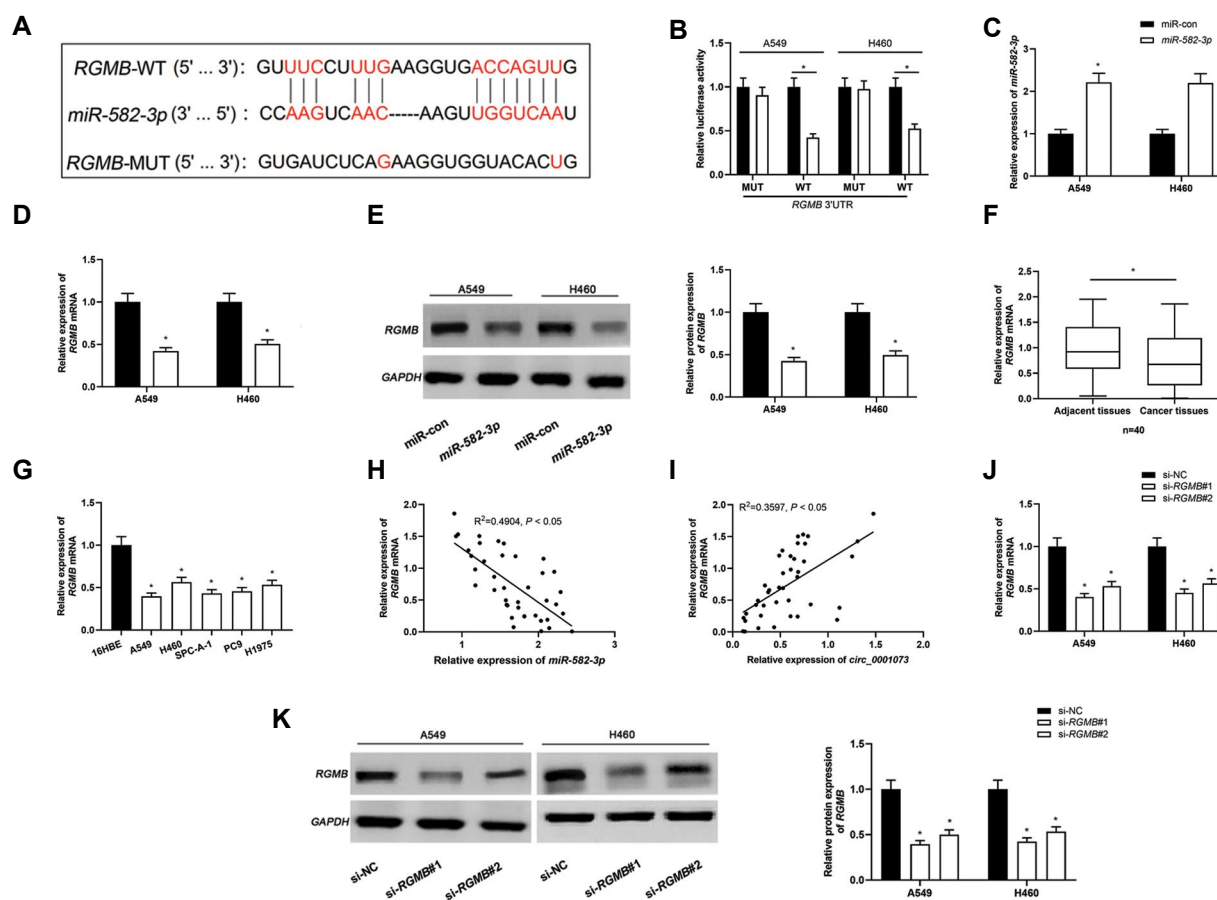 A
RGMB-WT (5' ... 3'): GUUUCCUUUGAAGGUGACCAGUUG
miR-582-3p (3' ... 5') : CCAAGUCAAC-----AAGUUGGUCAAU
RGMB-MUT (5' ... 3') : GUGAUCUCAGAAGGUGGUACACUG
B
A549 H460
Relative luciferase activity
1.5
1.0
0.5
0.0
* *
MUT WT MUT WT
RGMB 3'UTR
C
miR-con
miR-582-3p
Relative expression of miR-582-3p
3
2
1
0
*
A549 H460
D
Relative expression of
RGMB mRNA
1.5
1.0
0.5
0.0
* *
A549 H460
E
A549 H460
RGMB
GAPDH
miR-con miR-582-3p miR-con miR-582-3p
Relative protein expression
of RGMB
1.5
1.0
0.5
0.0
* *
A549 H460
F
Relative expression of
RGMB mRNA
2.5
2.0
1.5
1.0
0.5
0.0
*
Adjacent tissues Cancer tissues
n=40
G
Relative expression of
RGMB mRNA
1.5
1.0
0.5
0.0
* * * * *
16HBE A549 H460 SPC-A-1 PC9 H1975
H
Relative expression of
RGMB mRNA
2.0
1.5
1.0
0.5
0.0
R2=0.4904, P < 0.05
1 2 3
Relative expression of miR-582-3p
I
Relative expression of
RGMB mRNA
2.0
1.5
1.0
0.5
0.0
R2=0.3597, P < 0.05
0.0 0.5 1.0 1.5 2.0
Relative expression of circ_0001073
J
si-NC
si-RGMB#1
si-RGMB#2
Relative expression of
RGMB mRNA
1.5
1.0
0.5
0.0
* * * *
A549 H460
K
A549 H460
RGMB
GAPDH
si-NC si-RGMB#1 si-RGMB#2 si-NC si-RGMB#1 si-RGMB#2
si-NC
si-RGMB#1
si-RGMB#2
Relative protein expression
of RGMB
1.5
1.0
0.5
0.0
* * * *
A549 H460